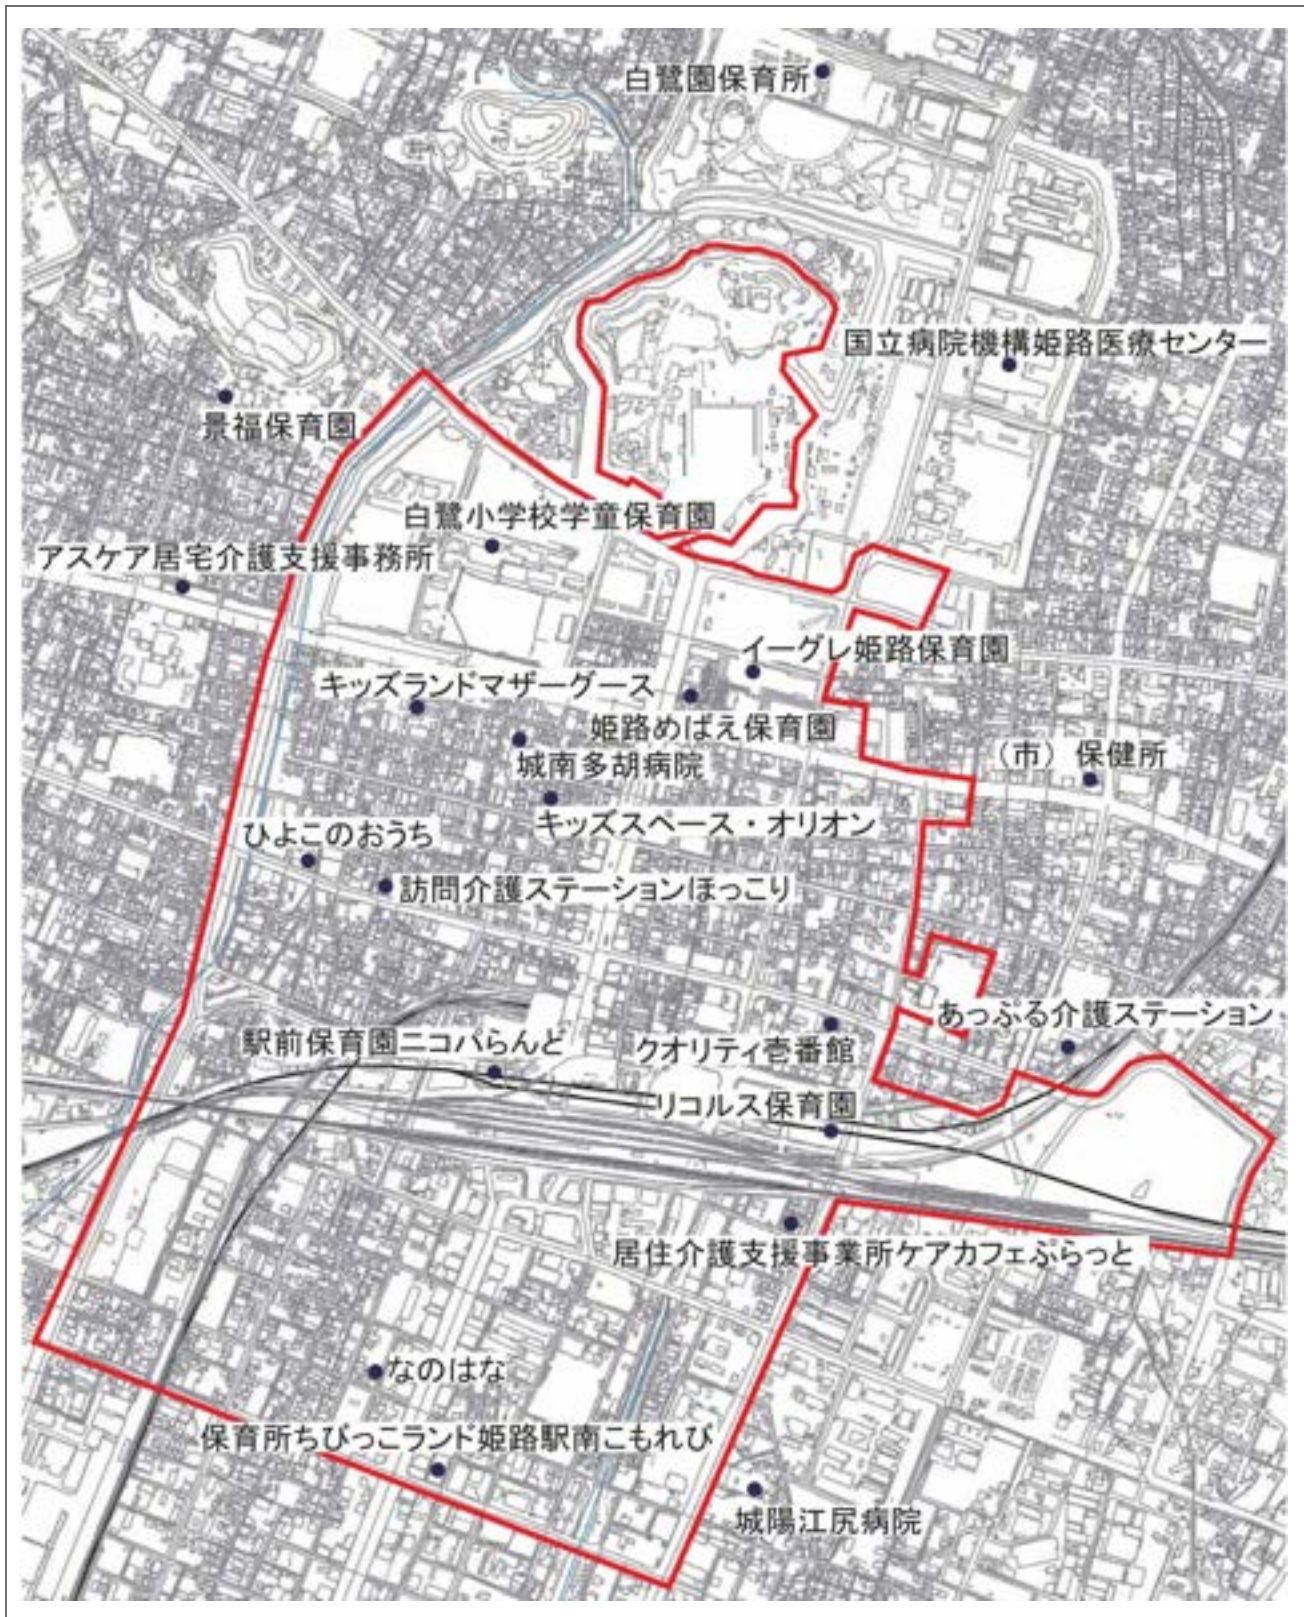 白鷺園保育所
国立病院機構姫路医療センター
景福保育園
白鷺小学校学童保育園
アスケア居宅介護支援事務所
イーグレ姫路保育園
キッズランドマザーグース
姫路めばえ保育園
城南多胡病院
（市）保健所
キッズスペース・オリオン
ひよこのおうち
訪問介護ステーションほっこり
あっぷる介護ステーション
駅前保育園ニコパらんど
クオリティ壱番館
リコルス保育園
居住介護支援事業所ケアカフェぷらっと
なのはな
保育所ちびっこランド姫路駅南こもれび
城陽江尻病院